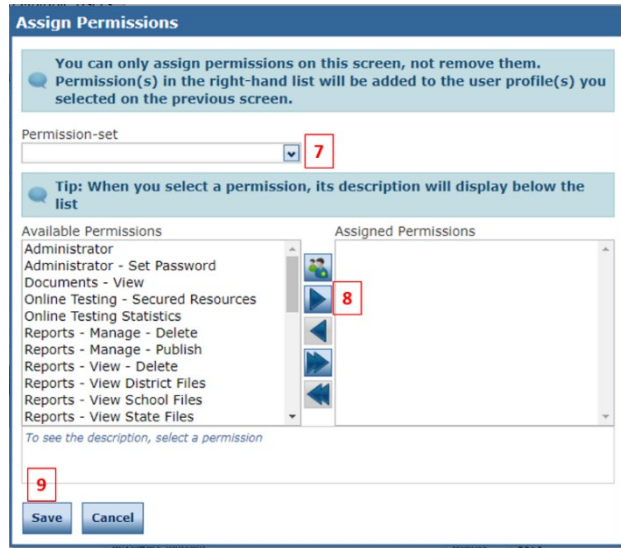 Assign Permissions
You can only assign permissions on this screen, not remove them.
Permission(s) in the right-hand list will be added to the user profile(s) you
selected on the previous screen.
Permission-set
7
Tip: When you select a permission, its description will display below the
list
Available Permissions
Assigned Permissions
Administrator
Administrator - Set Password
Documents - View
Online Testing - Secured Resources
Online Testing Statistics
Reports - Manage - Delete
Reports - Manage - Publish
Reports - View - Delete
Reports - View District Files
Reports - View School Files
Reports - View State Files
8
To see the description, select a permission
9
Save
Cancel